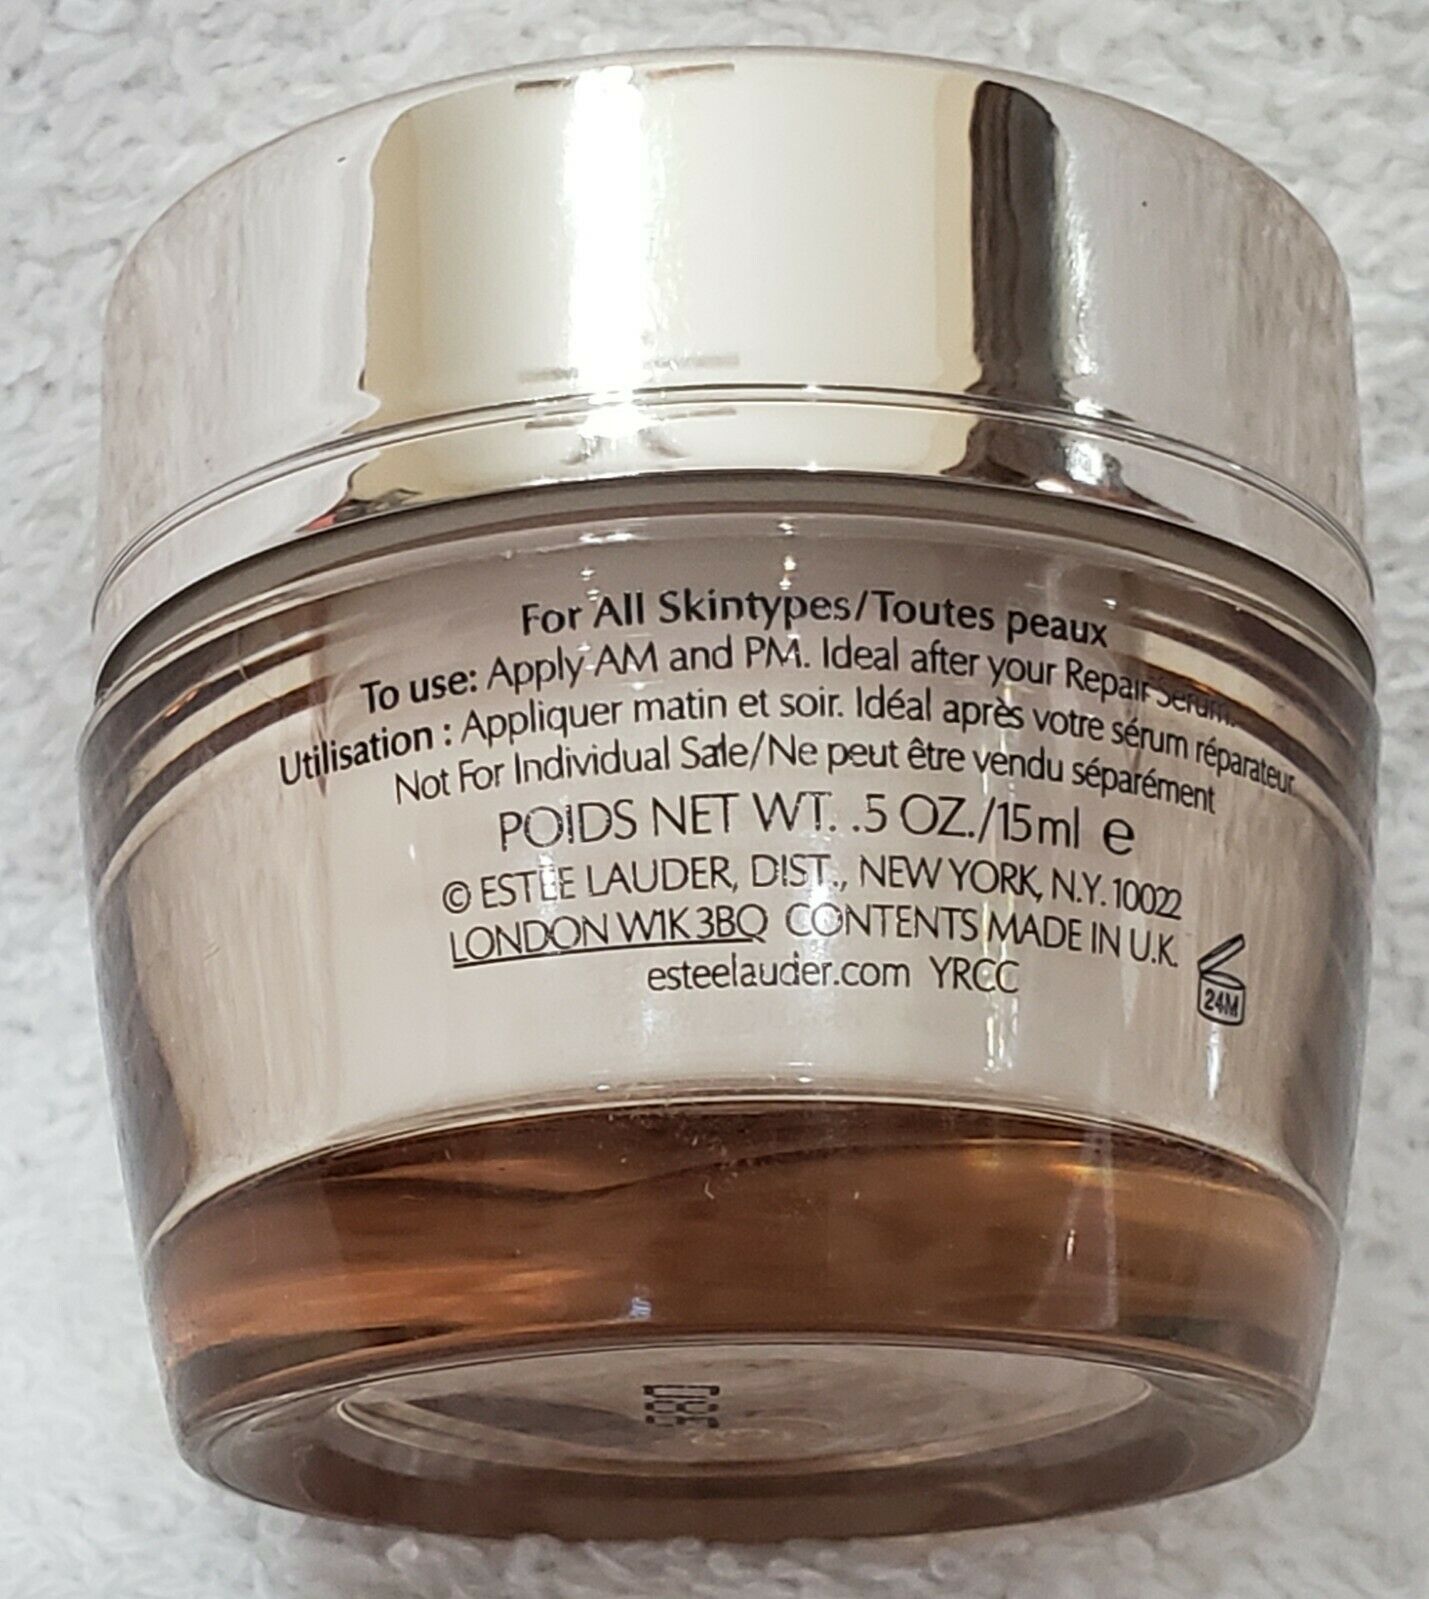 For All Skintypes/Toutes peaux
To use: Apply AM and PM. Ideal after your Repair Serum.
Utilisation : Appliquer matin et soir. Idéal après votre sérum réparateur
Not For Individual Sale/Ne peut être vendu séparément
POIDS NET WT. .5 OZ./15ml e
© ESTEE LAUDER, DIST., NEW YORK, N.Y. 10022
LONDON W1K 3BQ CONTENTS MADE IN U.K.
esteelauder.com YRCC
24M